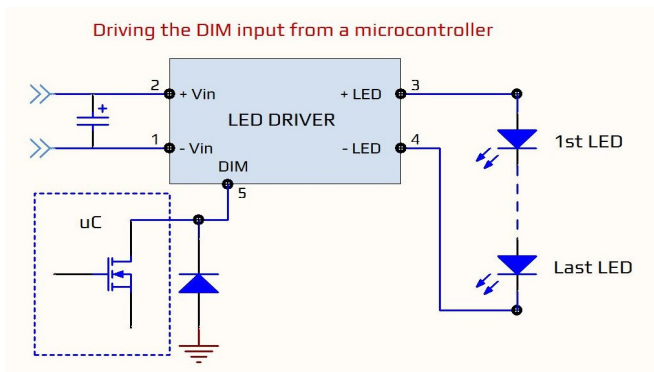 Driving the DIM input from a microcontroller
2
+ Vin
+ LED
3
LED DRIVER
1
- Vin
- LED
4
DIM
5
1st LED
uC
Last LED
+